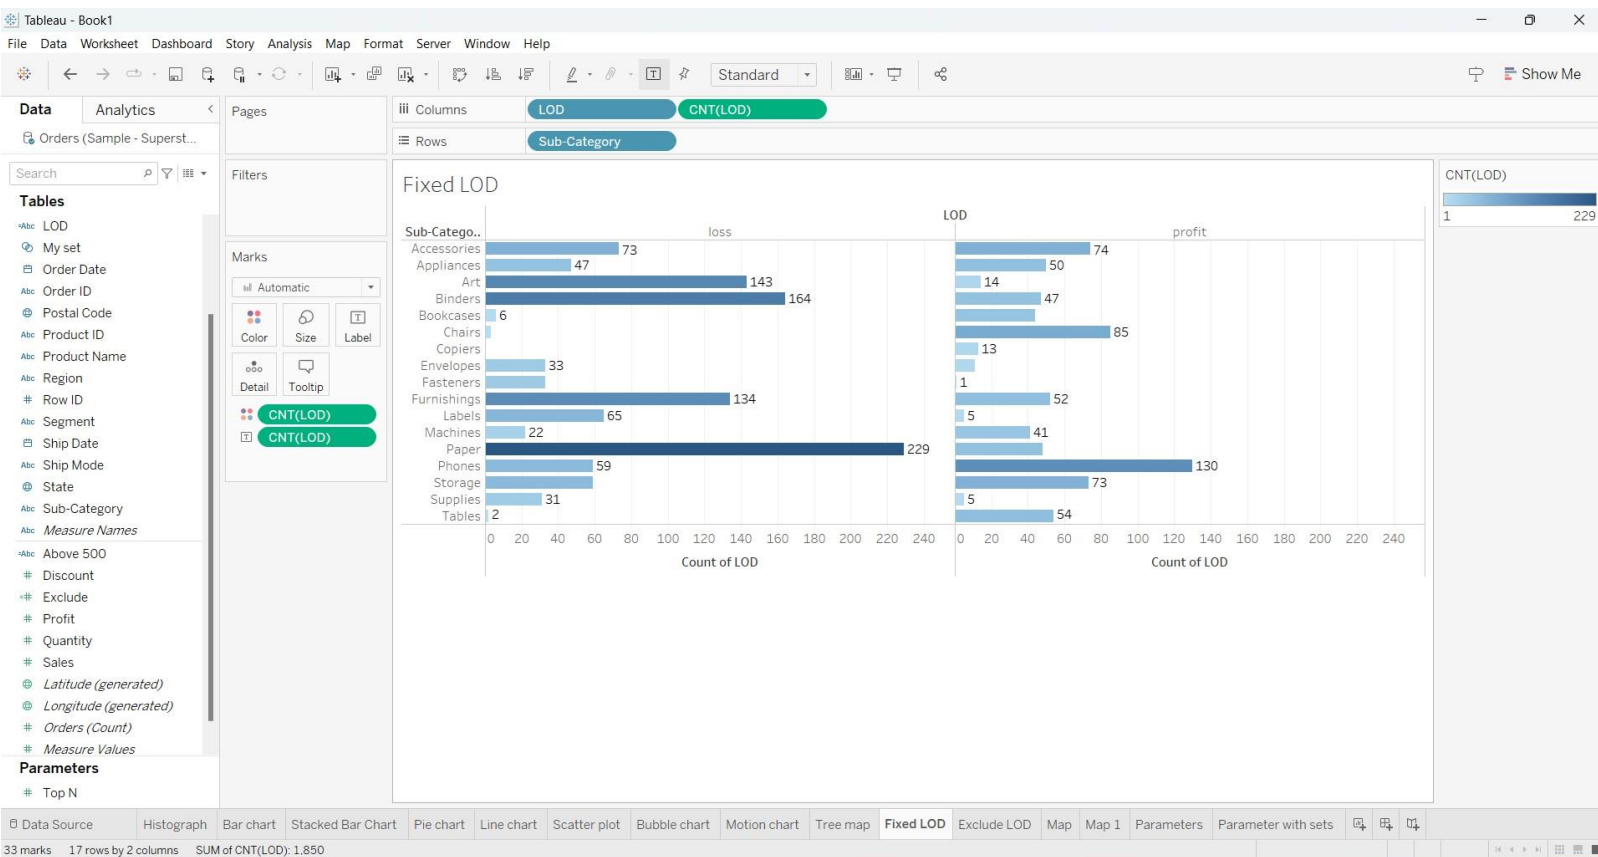 Tableau - Book1
File Data Worksheet Dashboard Story Analysis Map Format Server Window Help
Standard
Show Me
Data Analytics
Orders (Sample - Superst...
Search
Tables
Abc LOD
My set
Order Date
Abc Order ID
Postal Code
Abc Product ID
Abc Product Name
Abc Region
# Row ID
Abc Segment
Ship Date
Abc Ship Mode
State
Abc Sub-Category
Abc Measure Names
Abc Above 500
# Discount
# Exclude
# Profit
# Quantity
# Sales
Latitude (generated)
Longitude (generated)
# Orders (Count)
# Measure Values
Parameters
# Top N
Pages
Filters
Marks
Automatic
Color Size Label
Detail Tooltip
CNT(LOD)
CNT(LOD)
Columns LOD CNT(LOD)
Rows Sub-Category
Fixed LOD
LOD
Sub-Catego.. loss profit
Accessories 73 74
Appliances 47 50
Art 143 14
Binders 164 47
Bookcases 6
Chairs 85
Copiers 13
Envelopes 33
Fasteners 1
Furnishings 134 52
Labels 65 5
Machines 22 41
Paper 229
Phones 59 130
Storage 73
Supplies 31 5
Tables 2 54
0 20 40 60 80 100 120 140 160 180 200 220 240 0 20 40 60 80 100 120 140 160 180 200 220 240
Count of LOD Count of LOD
CNT(LOD)
1 229
Data Source Histograph Bar chart Stacked Bar Chart Pie chart Line chart Scatter plot Bubble chart Motion chart Tree map Fixed LOD Exclude LOD Map Map 1 Parameters Parameter with sets
33 marks 17 rows by 2 columns SUM of CNT(LOD): 1,850